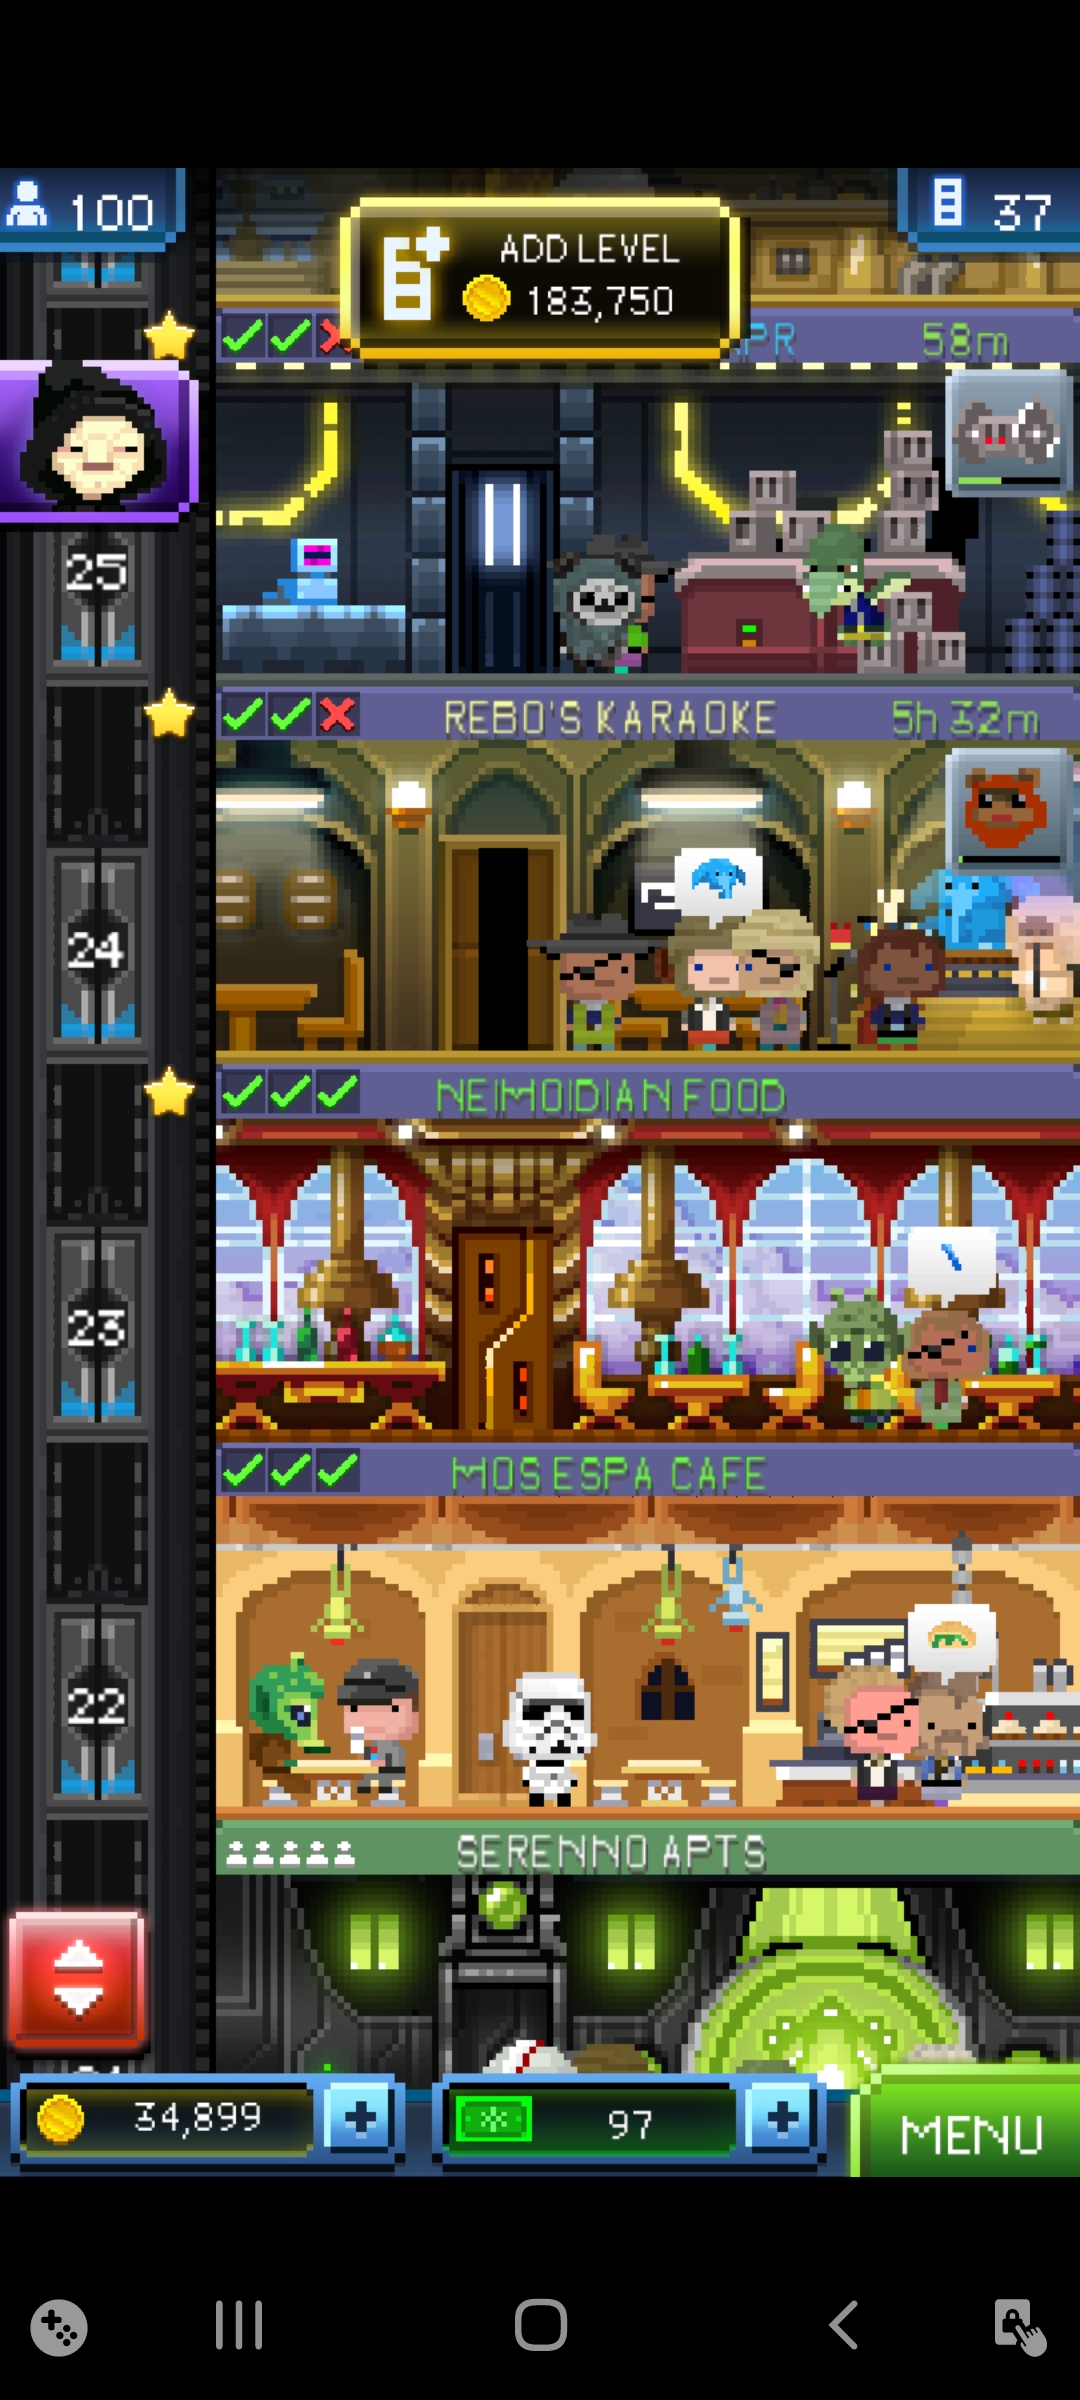 100
ADD LEVEL
183,750
37
58m
25
REBO'S KARAOKE
5h 32m
24
NEIMOIDIAN FOOD
23
MOS ESPA CAFE
22
SERENNO APTS
34,899
97
MENU